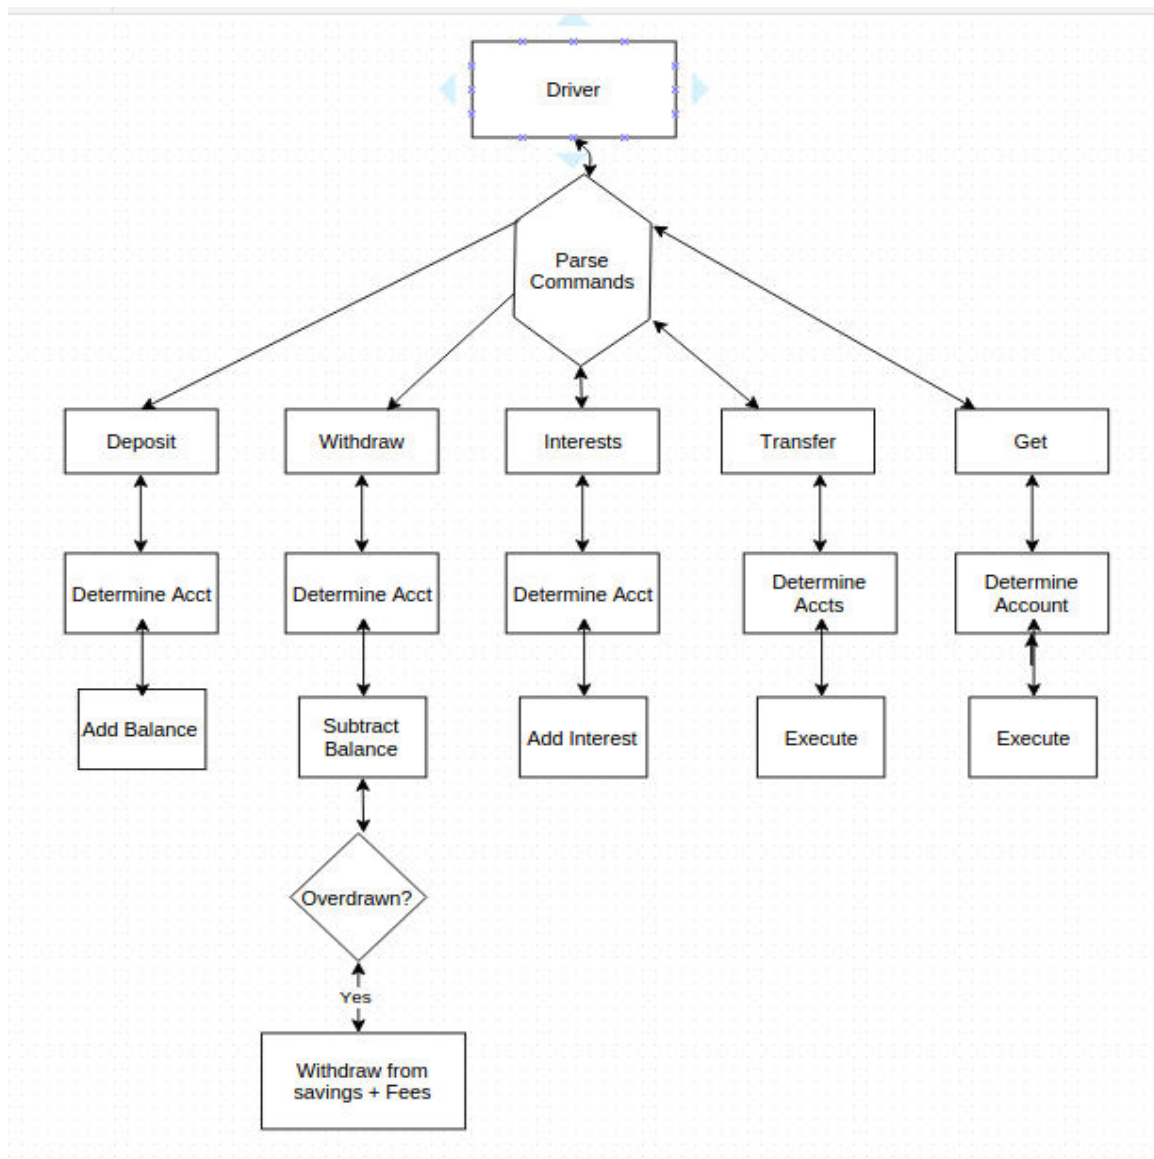 Driver
Parse
Commands
Deposit
Withdraw
Interests
Transfer
Get
Determine Acct
Determine Acct
Determine Acct
Determine
Accts
Determine
Account
Add Balance
Subtract
Balance
Add Interest
Execute
Execute
Overdrawn?
Yes
Withdraw from
savings + Fees